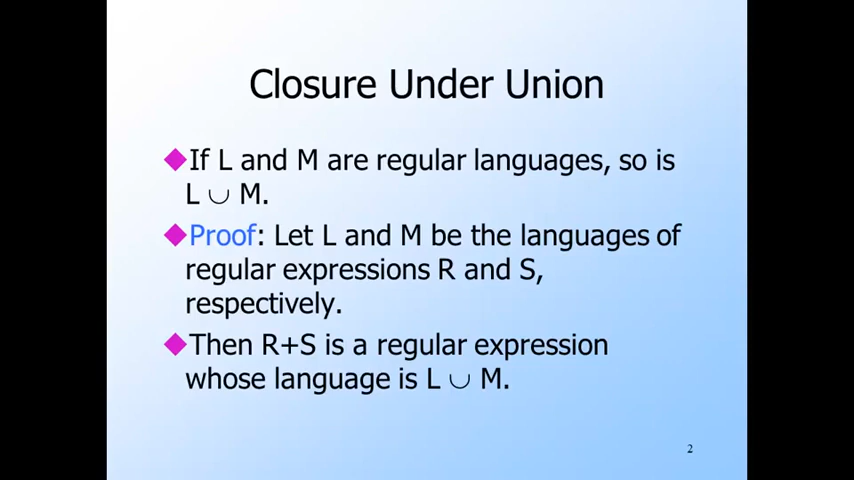 Closure Under Union
◆If L and M are regular languages, so is
L ∪ M.
◆Proof: Let L and M be the languages of
regular expressions R and S,
respectively.
◆Then R+S is a regular expression
whose language is L ∪ M.
2